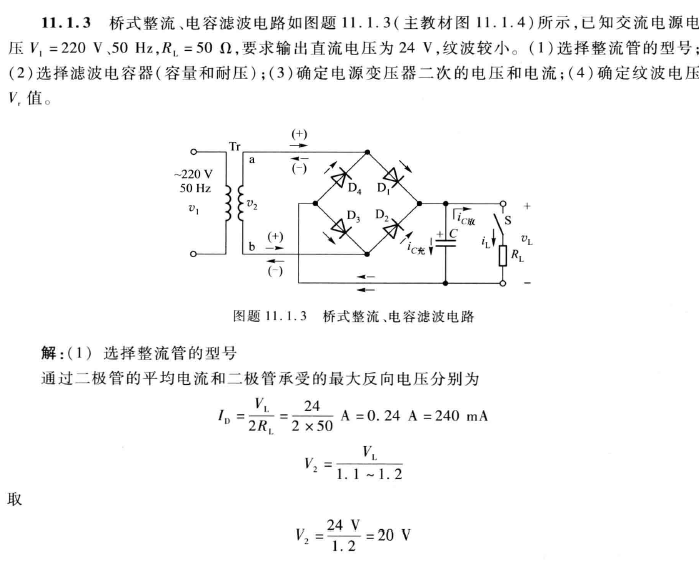 11.1.3 桥式整流、电容滤波电路如图题 11.1.3(主教材图 11.1.4)所示,已知交流电源电
压 V₁ = 220 V、50 Hz, R_L = 50 Ω,要求输出直流电压为 24 V,纹波较小。(1)选择整流管的型号;
(2)选择滤波电容器(容量和耐压);(3)确定电源变压器二次的电压和电流;(4)确定纹波电压
V_r 值。
Tr
a
(+)
(−)
~220 V
50 Hz
v₁
v₂
b
(+)
(−)
D₄
D₁
D₃
D₂
i_C放
i_C充
+
C
S
i_L
R_L
+
v_L
−
图题 11.1.3 桥式整流、电容滤波电路
解:(1) 选择整流管的型号
通过二极管的平均电流和二极管承受的最大反向电压分别为
I_D = V_L / 2R_L = 24 / 2×50 A = 0.24 A = 240 mA
V₂ = V_L / 1.1 ~ 1.2
取
V₂ = 24 V / 1.2 = 20 V